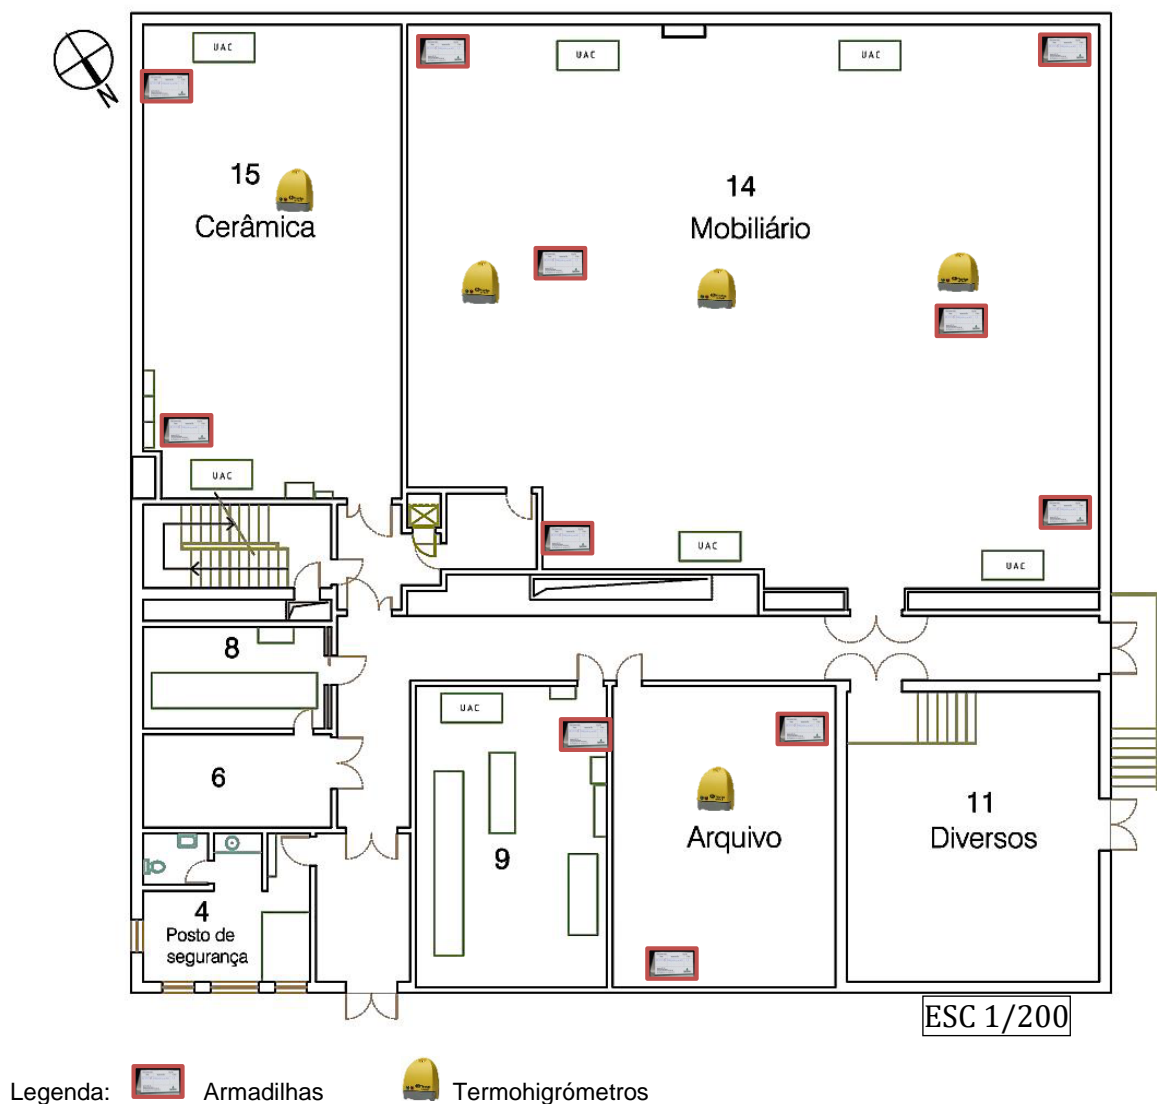 UAC
UAC
UAC
N
15
Cerâmica
14
Mobiliário
UAC
UAC
UAC
8
UAC
6
9
Arquivo
11
Diversos
4
Posto de
segurança
ESC 1/200
Legenda: Armadilhas Termohigrómetros